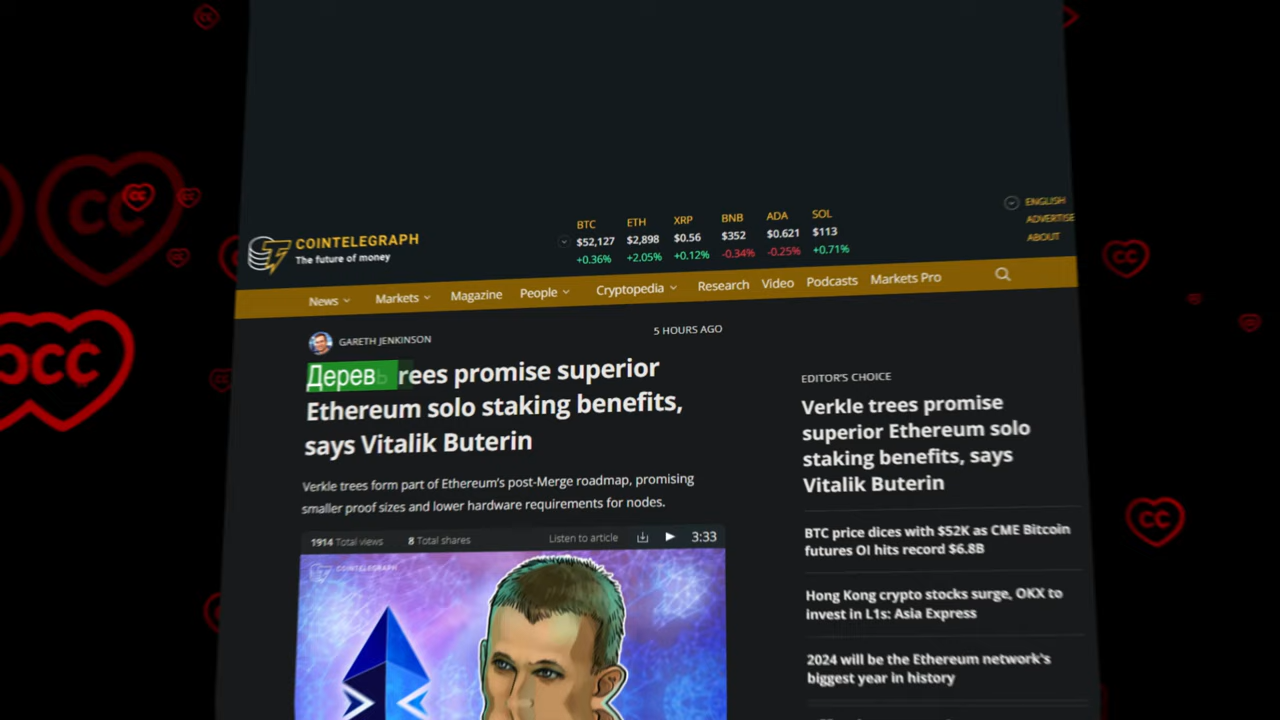 COINTELEGRAPH
The future of money
BTC
$52,127
+0.36%
ETH
$2,898
+2.05%
XRP
$0.56
+0.12%
BNB
$352
-0.34%
ADA
$0.621
-0.25%
SOL
$113
+0.71%
ENGLISH
ADVERTISE
ABOUT
News Markets Magazine People Cryptopedia Research Video Podcasts Markets Pro
GARETH JENKINSON
5 HOURS AGO
Деревь rees promise superior
Ethereum solo staking benefits,
says Vitalik Buterin
Verkle trees form part of Ethereum's post-Merge roadmap, promising
smaller proof sizes and lower hardware requirements for nodes.
1914 Total views 8 Total shares Listen to article 3:33
COINTELEGRAPH
EDITOR'S CHOICE
Verkle trees promise
superior Ethereum solo
staking benefits, says
Vitalik Buterin
BTC price dices with $52K as CME Bitcoin
futures OI hits record $6.8B
Hong Kong crypto stocks surge, OKX to
invest in L1s: Asia Express
2024 will be the Ethereum network's
biggest year in history
CC
CC
CC
CC
CC